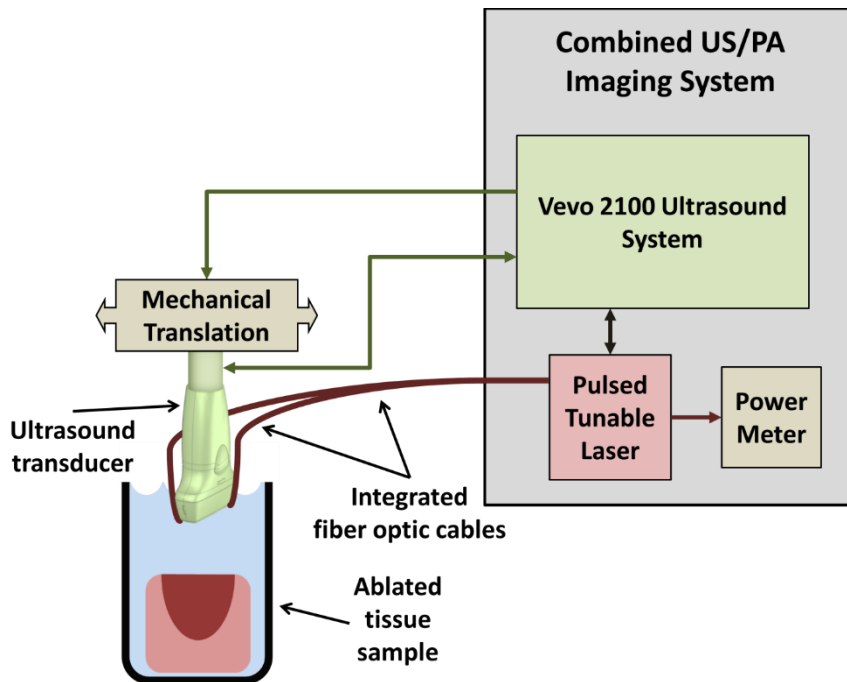 Combined US/PA
Imaging System
Vevo 2100 Ultrasound
System
Mechanical
Translation
Pulsed
Tunable
Laser
Power
Meter
Ultrasound
transducer
Integrated
fiber optic cables
Ablated
tissue
sample